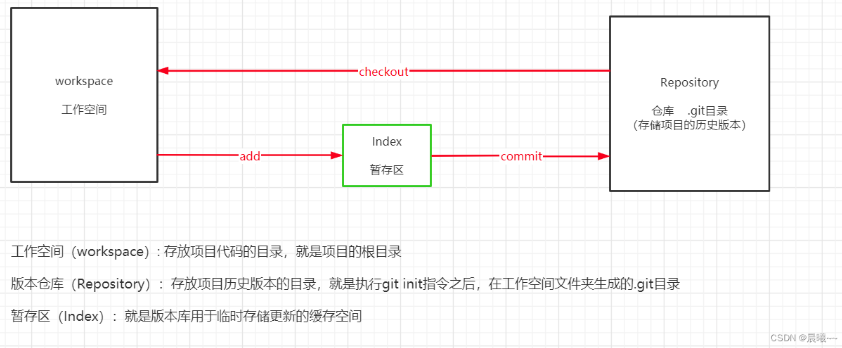 workspace
工作空间
checkout
Repository
仓库 .git目录
（存储项目的历史版本）
add
Index
暂存区
commit
工作空间（workspace）：存放项目代码的目录，就是项目的根目录
版本仓库（Repository）：存放项目历史版本的目录，就是执行git init指令之后，在工作空间文件夹生成的.git目录
暂存区（Index）：就是版本库用于临时存储更新的缓存空间
CSDN @晨曦~~